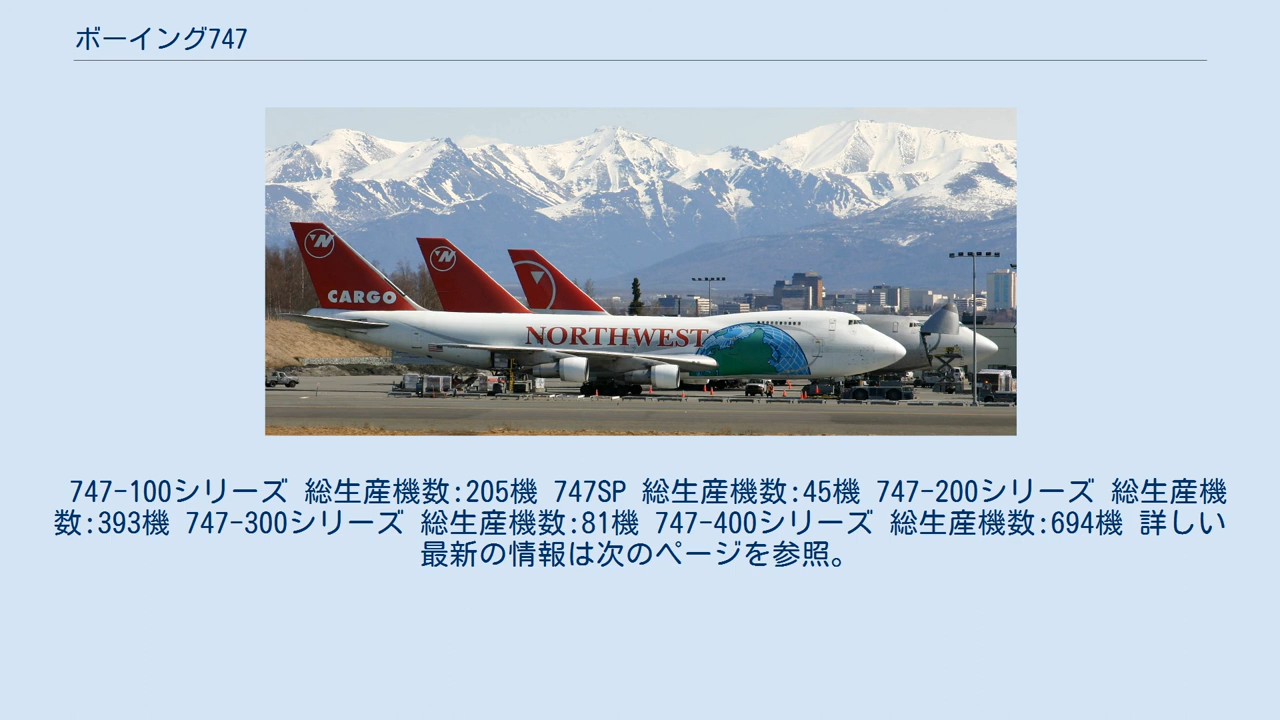 ボーイング747
CARGO
NORTHWEST
747-100シリーズ 総生産機数:205機 747SP 総生産機数:45機 747-200シリーズ 総生産機
数:393機 747-300シリーズ 総生産機数:81機 747-400シリーズ 総生産機数:694機 詳しい
最新の情報は次のページを参照。